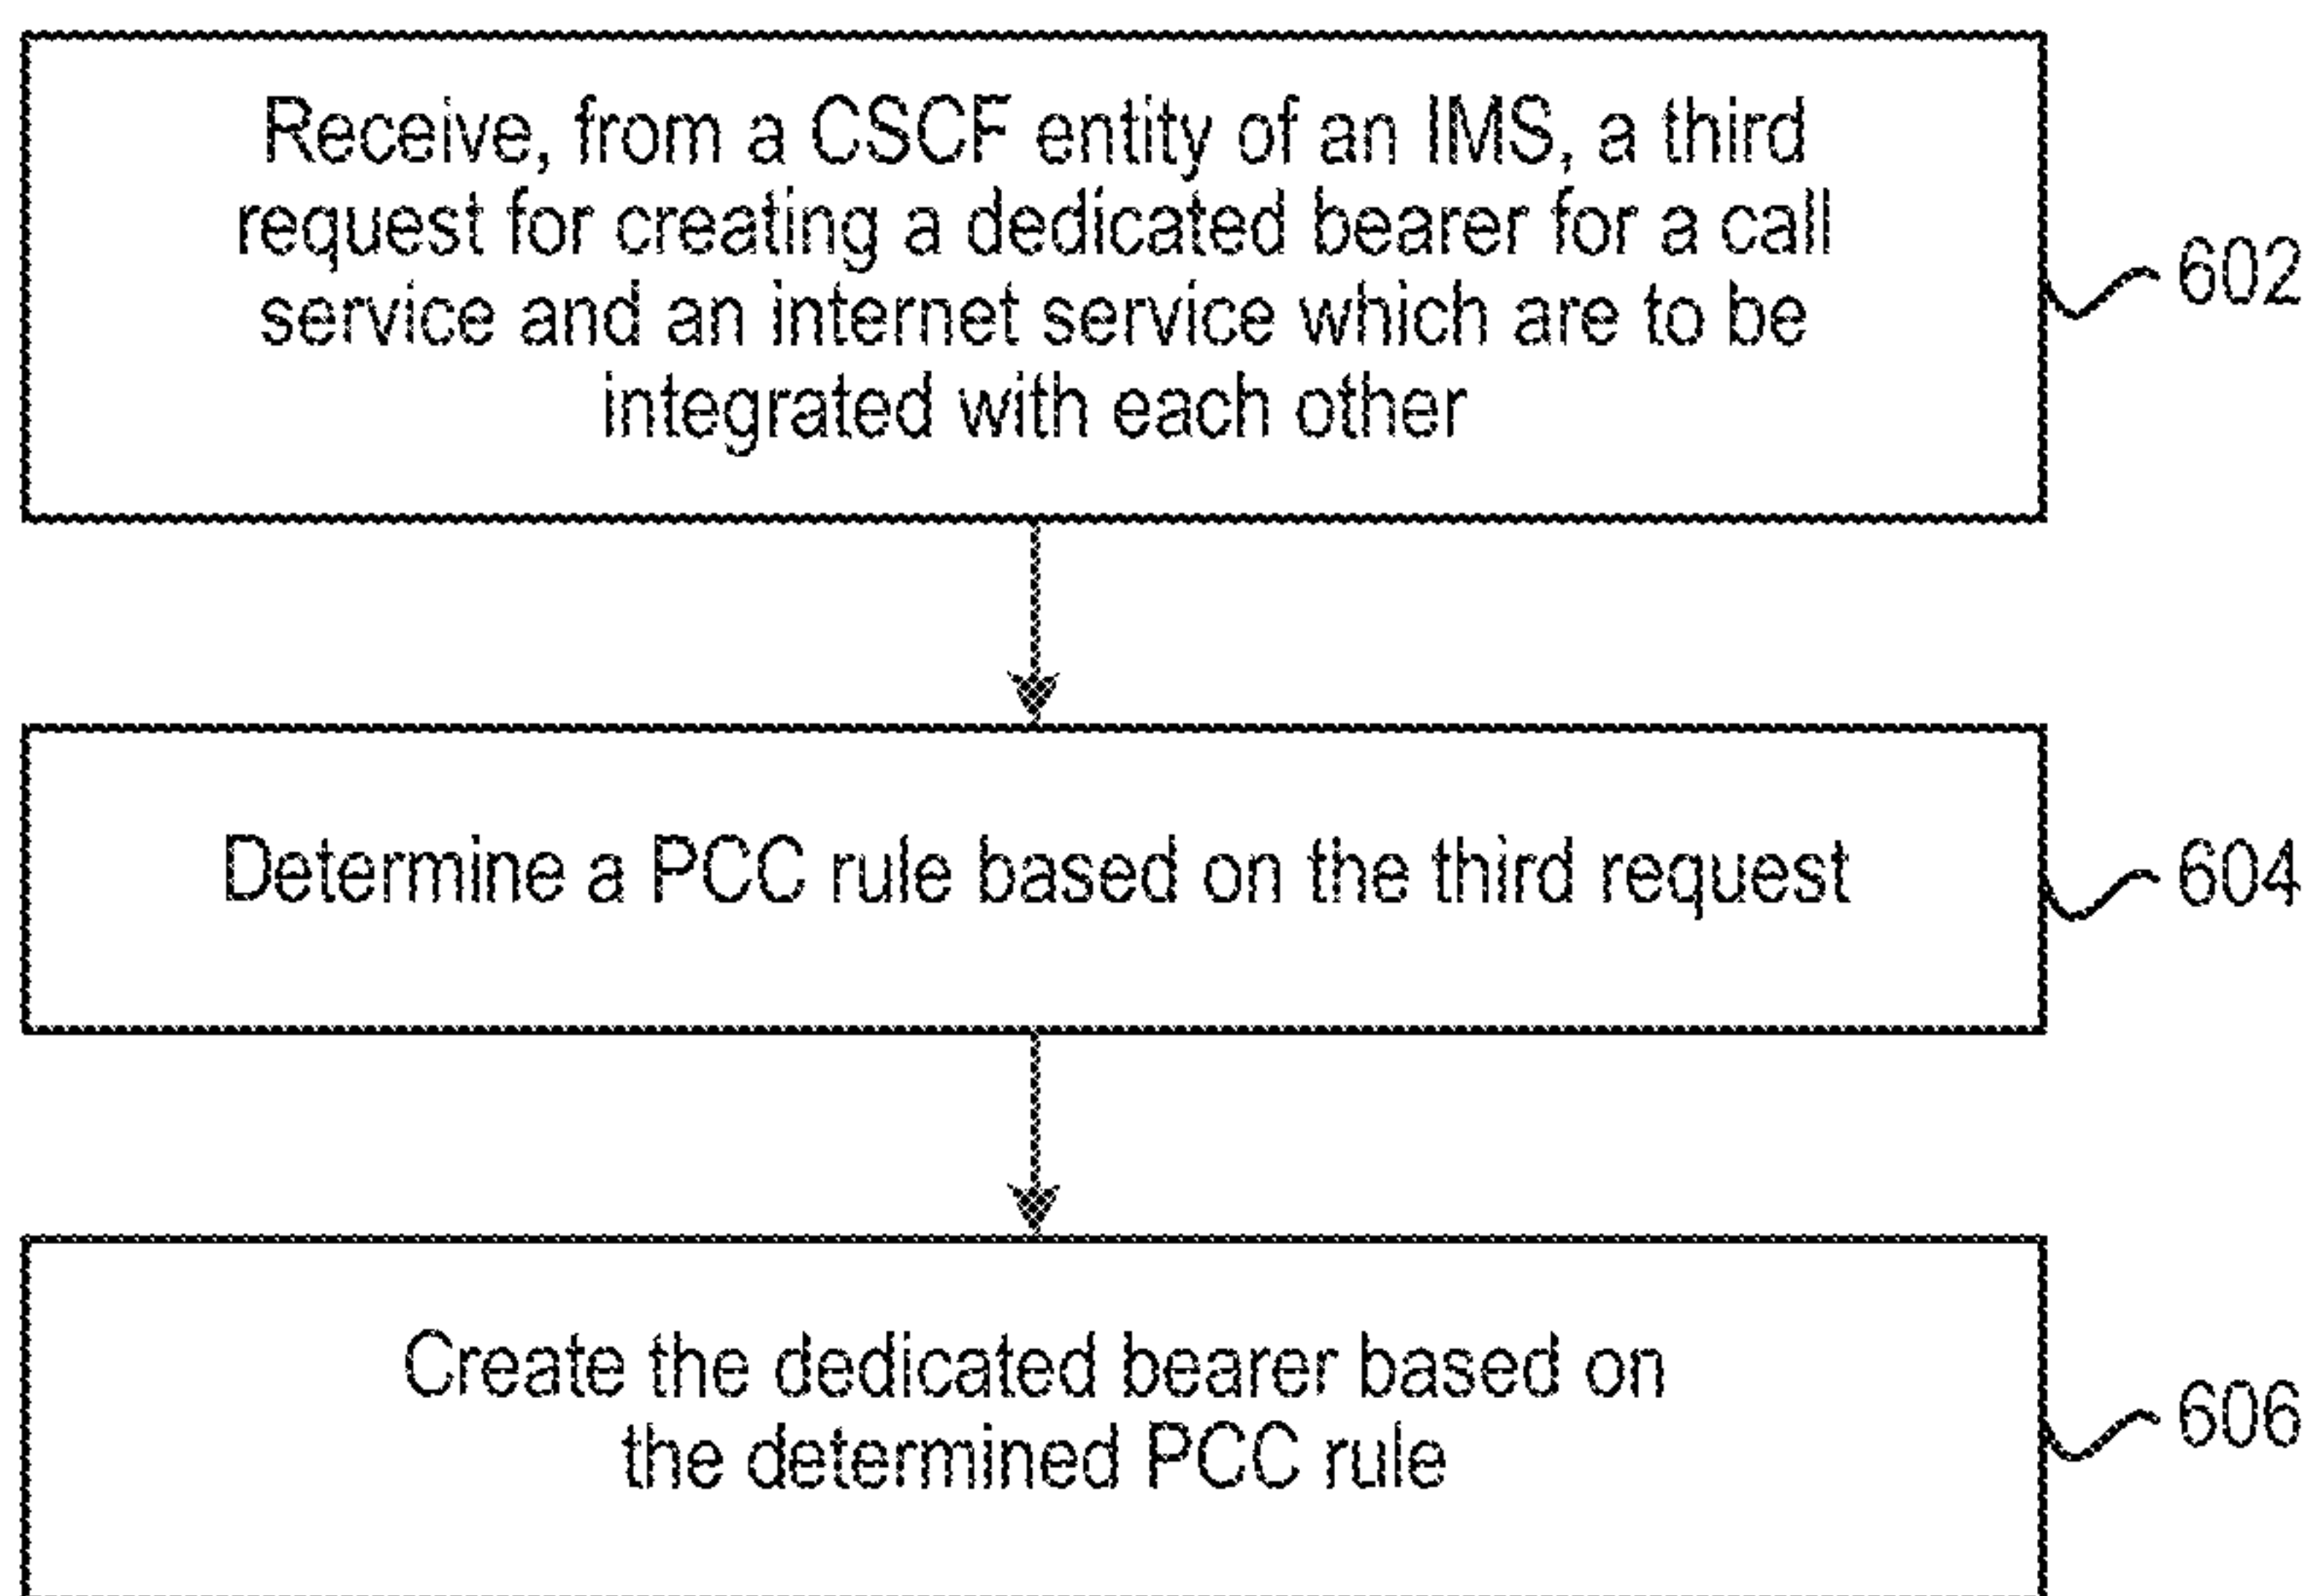 Receive, from a CSCF entity of an IMS, a third
request for creating a dedicated bearer for a call
service and an internet service which are to be
integrated with each other
602
Determine a PCC rule based on the third request
604
Create the dedicated bearer based on
the determined PCC rule
606